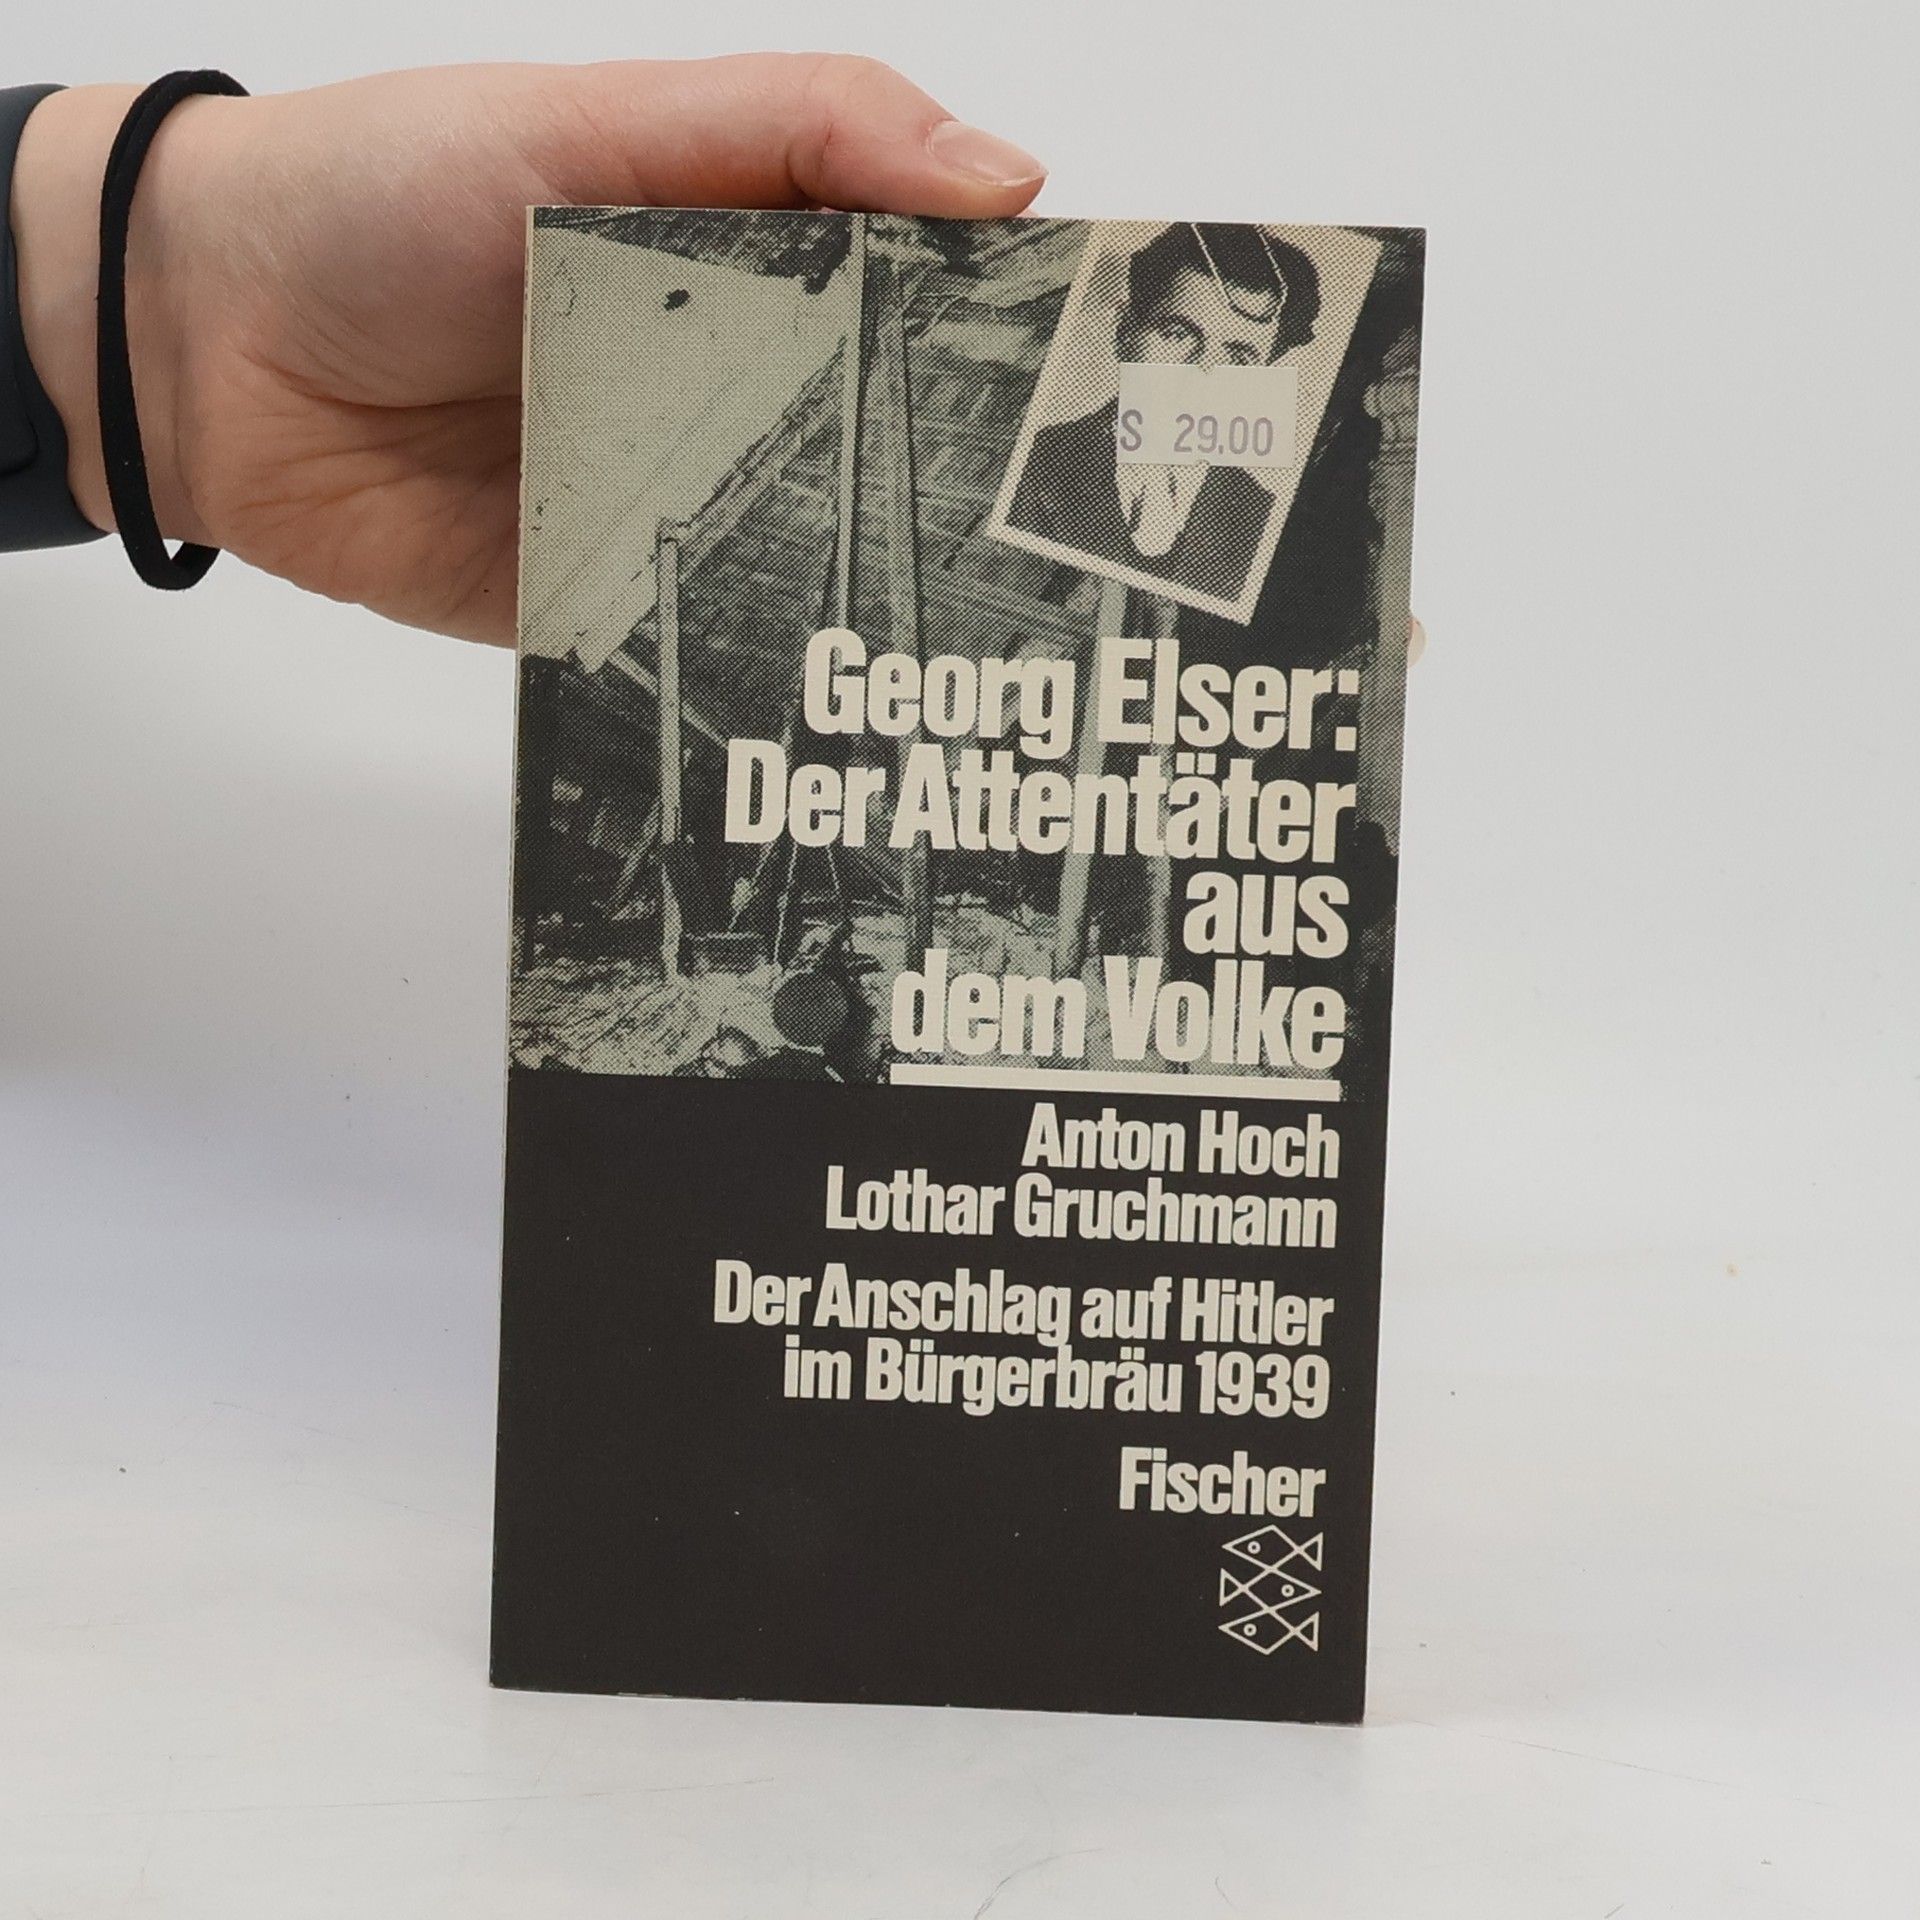 S 29.00
Georg Elser:
Der Attentäter
aus
dem Volke
Anton Hoch
Lothar Gruchmann
Der Anschlag auf Hitler
im Bürgerbräu 1939
Fischer